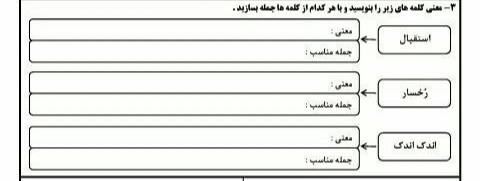 ۳- معنی کلمه های زیر را بنویسید و با هر کدام از کلمه ها جمله بسازید .
استقبال
معنی :
جمله مناسب :
رُخسار
معنی :
جمله مناسب :
اندک اندک
معنی :
جمله مناسب :